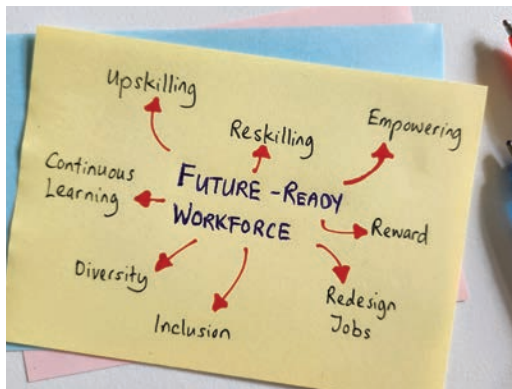 Upskilling
Reskilling
Empowering
Continuous
Learning
FUTURE-READY
WORKFORCE
Reward
Diversity
Inclusion
Redesign
Jobs